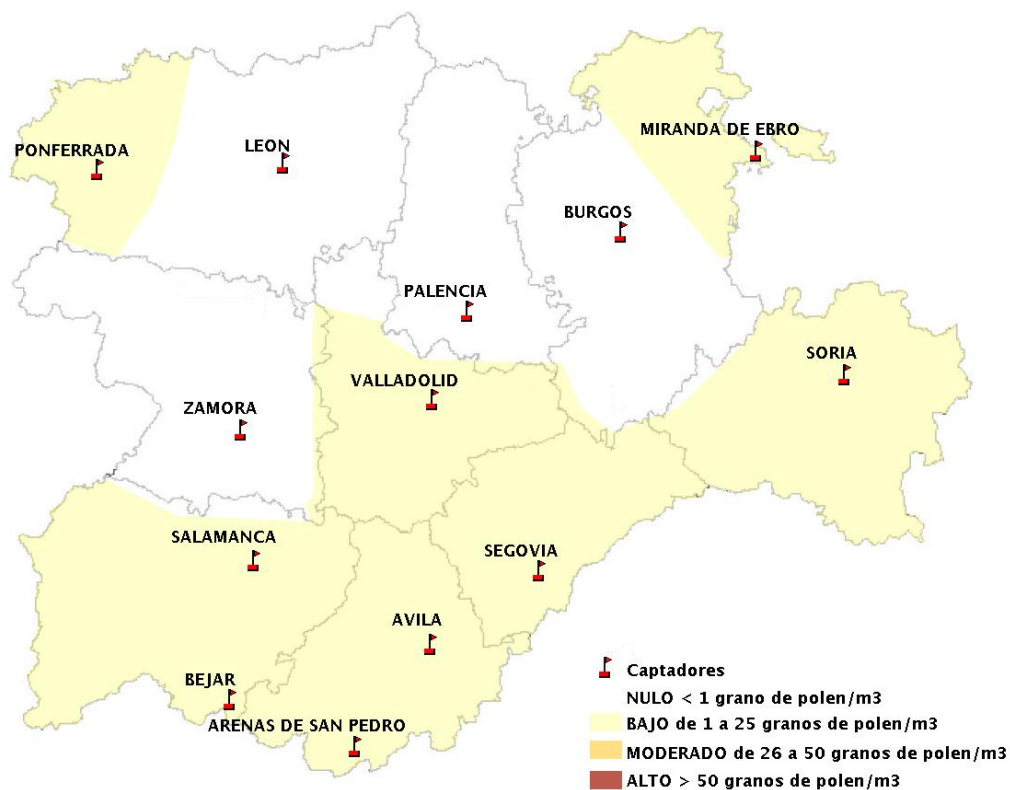 MIRANDA DE EBRO
PONFERRADA
LEON
BURGOS
PALENCIA
SORIA
VALLADOLID
ZAMORA
SALAMANCA
SEGOVIA
AVILA
BEJAR
ARENAS DE SAN PEDRO
Captadores
NULO < 1 grano de polen/m3
BAJO de 1 a 25 granos de polen/m3
MODERADO de 26 a 50 granos de polen/m3
ALTO > 50 granos de polen/m3